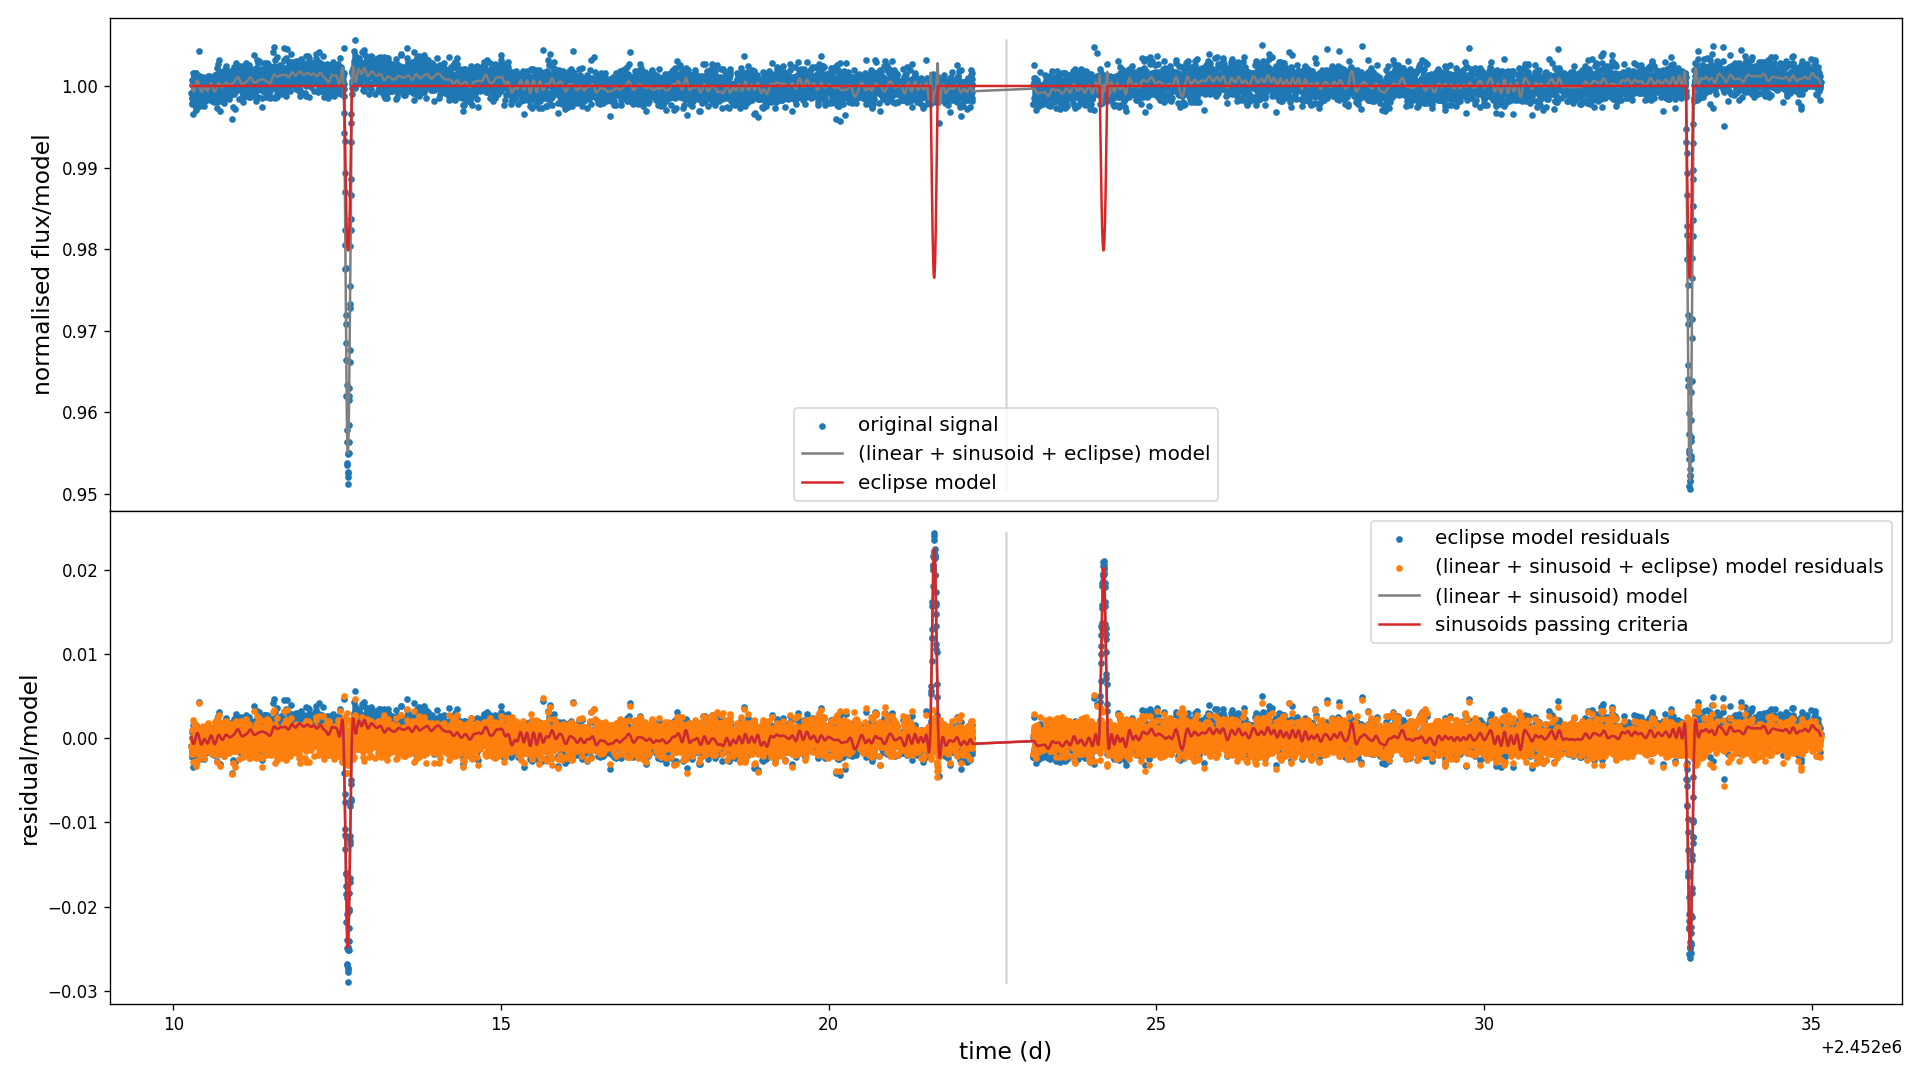 1.00
0.99
0.98
0.97
0.96
0.95
normalised flux/model
original signal
(linear + sinusoid + eclipse) model
eclipse model
0.02
0.01
0.00
−0.01
−0.02
−0.03
residual/model
eclipse model residuals
(linear + sinusoid + eclipse) model residuals
(linear + sinusoid) model
sinusoids passing criteria
10 15 20 25 30 35
time (d)
+2.452e6